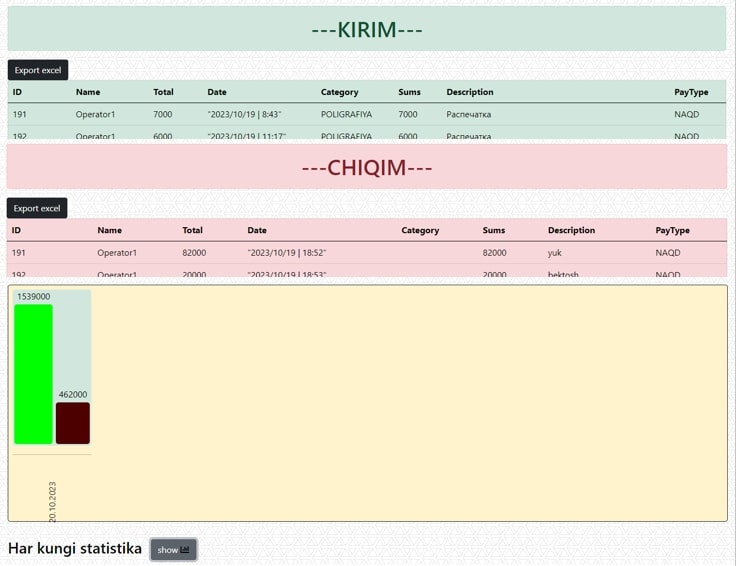 ---KIRIM---
Export excel
ID Name Total Date Category Sums Description PayType
191 Operator1 7000 "2023/10/19 | 8:43" POLIGRAFIYA 7000 Распечатка NAQD
192 Operator1 6000 "2023/10/19 | 11:17" POLIGRAFIYA 6000 Распечатка NAQD
---CHIQIM---
Export excel
ID Name Total Date Category Sums Description PayType
191 Operator1 82000 "2023/10/19 | 18:52" 82000 yuk NAQD
192 Operator1 20000 "2023/10/19 | 18:53" 20000 bektosh NAQD
1539000
462000
20.10.2023
Har kungi statistika show